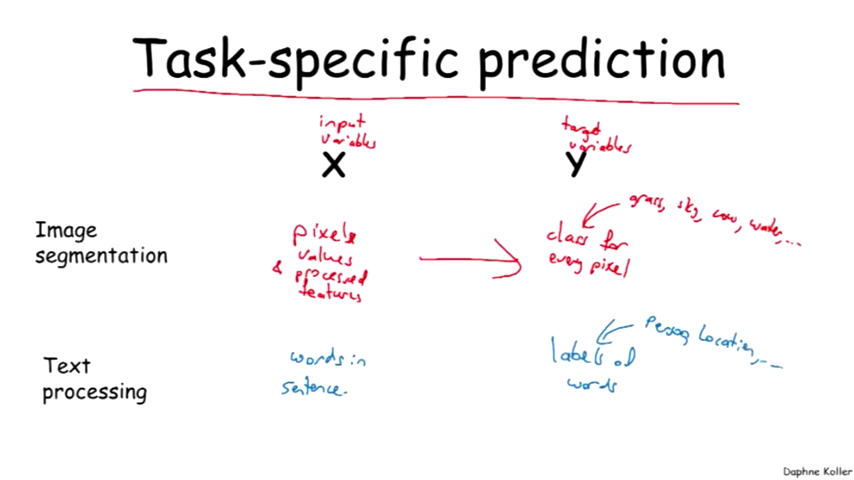 Task-specific prediction
input
variables
X
target
variables
Y
Image
segmentation
pixels
values
& processed
features
class for
every pixel
grass, sky, cow, water, ...
Text
processing
words in
sentence.
labels of
words
Person, Location, ...
Daphne Koller